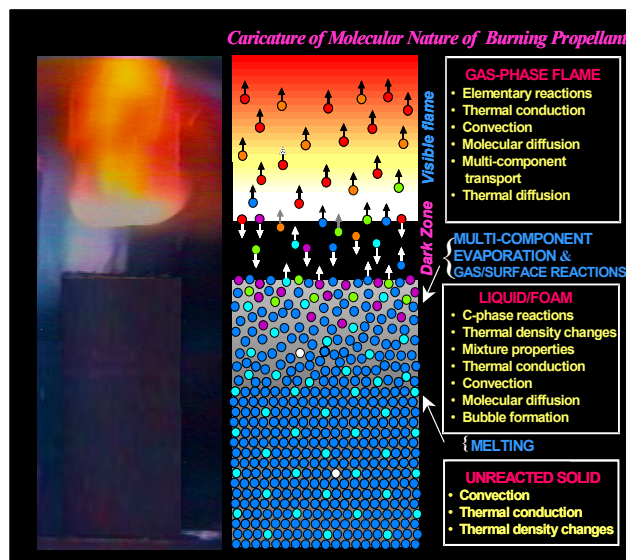 Caricature of Molecular Nature of Burning Propellant
GAS-PHASE FLAME
• Elementary reactions
• Thermal conduction
• Convection
• Molecular diffusion
• Multi-component
transport
• Thermal diffusion
Visible flame
Dark Zone
MULTI-COMPONENT
EVAPORATION &
GAS/SURFACE REACTIONS
LIQUID/FOAM
• C-phase reactions
• Thermal density changes
• Mixture properties
• Thermal conduction
• Convection
• Molecular diffusion
• Bubble formation
MELTING
UNREACTED SOLID
• Convection
• Thermal conduction
• Thermal density changes